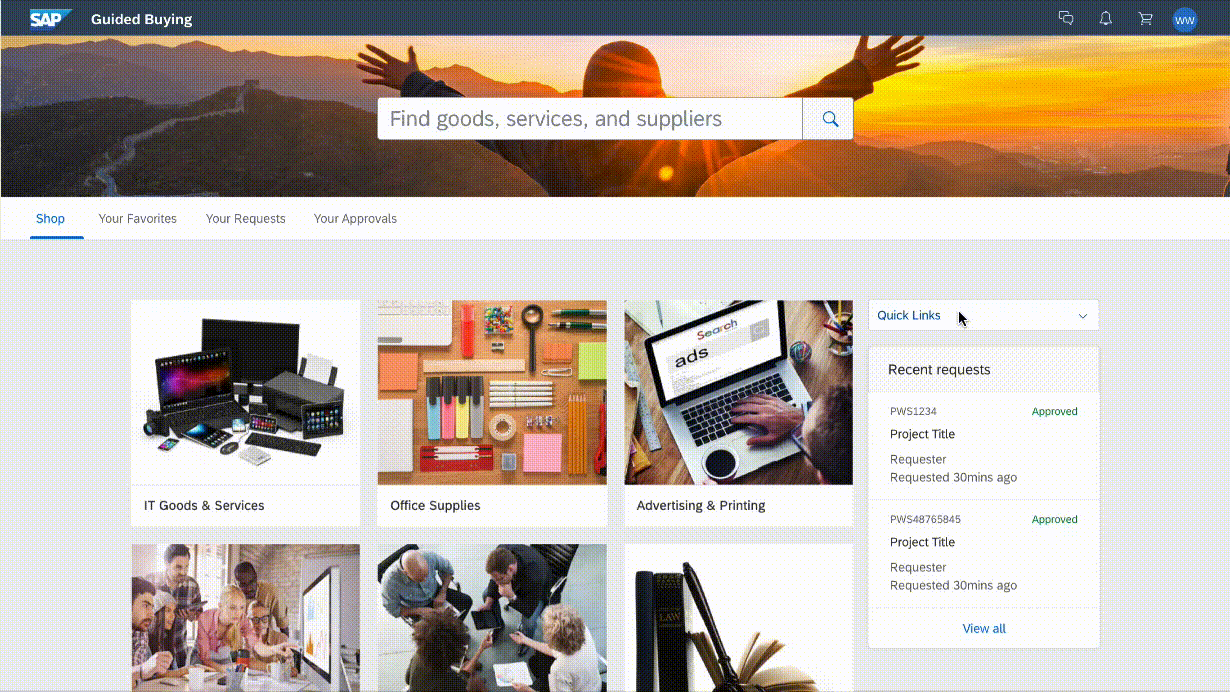 SAP Guided Buying
WW
Find goods, services, and suppliers
Shop Your Favorites Your Requests Your Approvals
Search
ads
Quick Links
Recent requests
PWS1234 Approved
Project Title
Requester
Requested 30mins ago
PWS48765845 Approved
Project Title
Requester
Requested 30mins ago
View all
IT Goods & Services
Office Supplies
Advertising & Printing
LAW